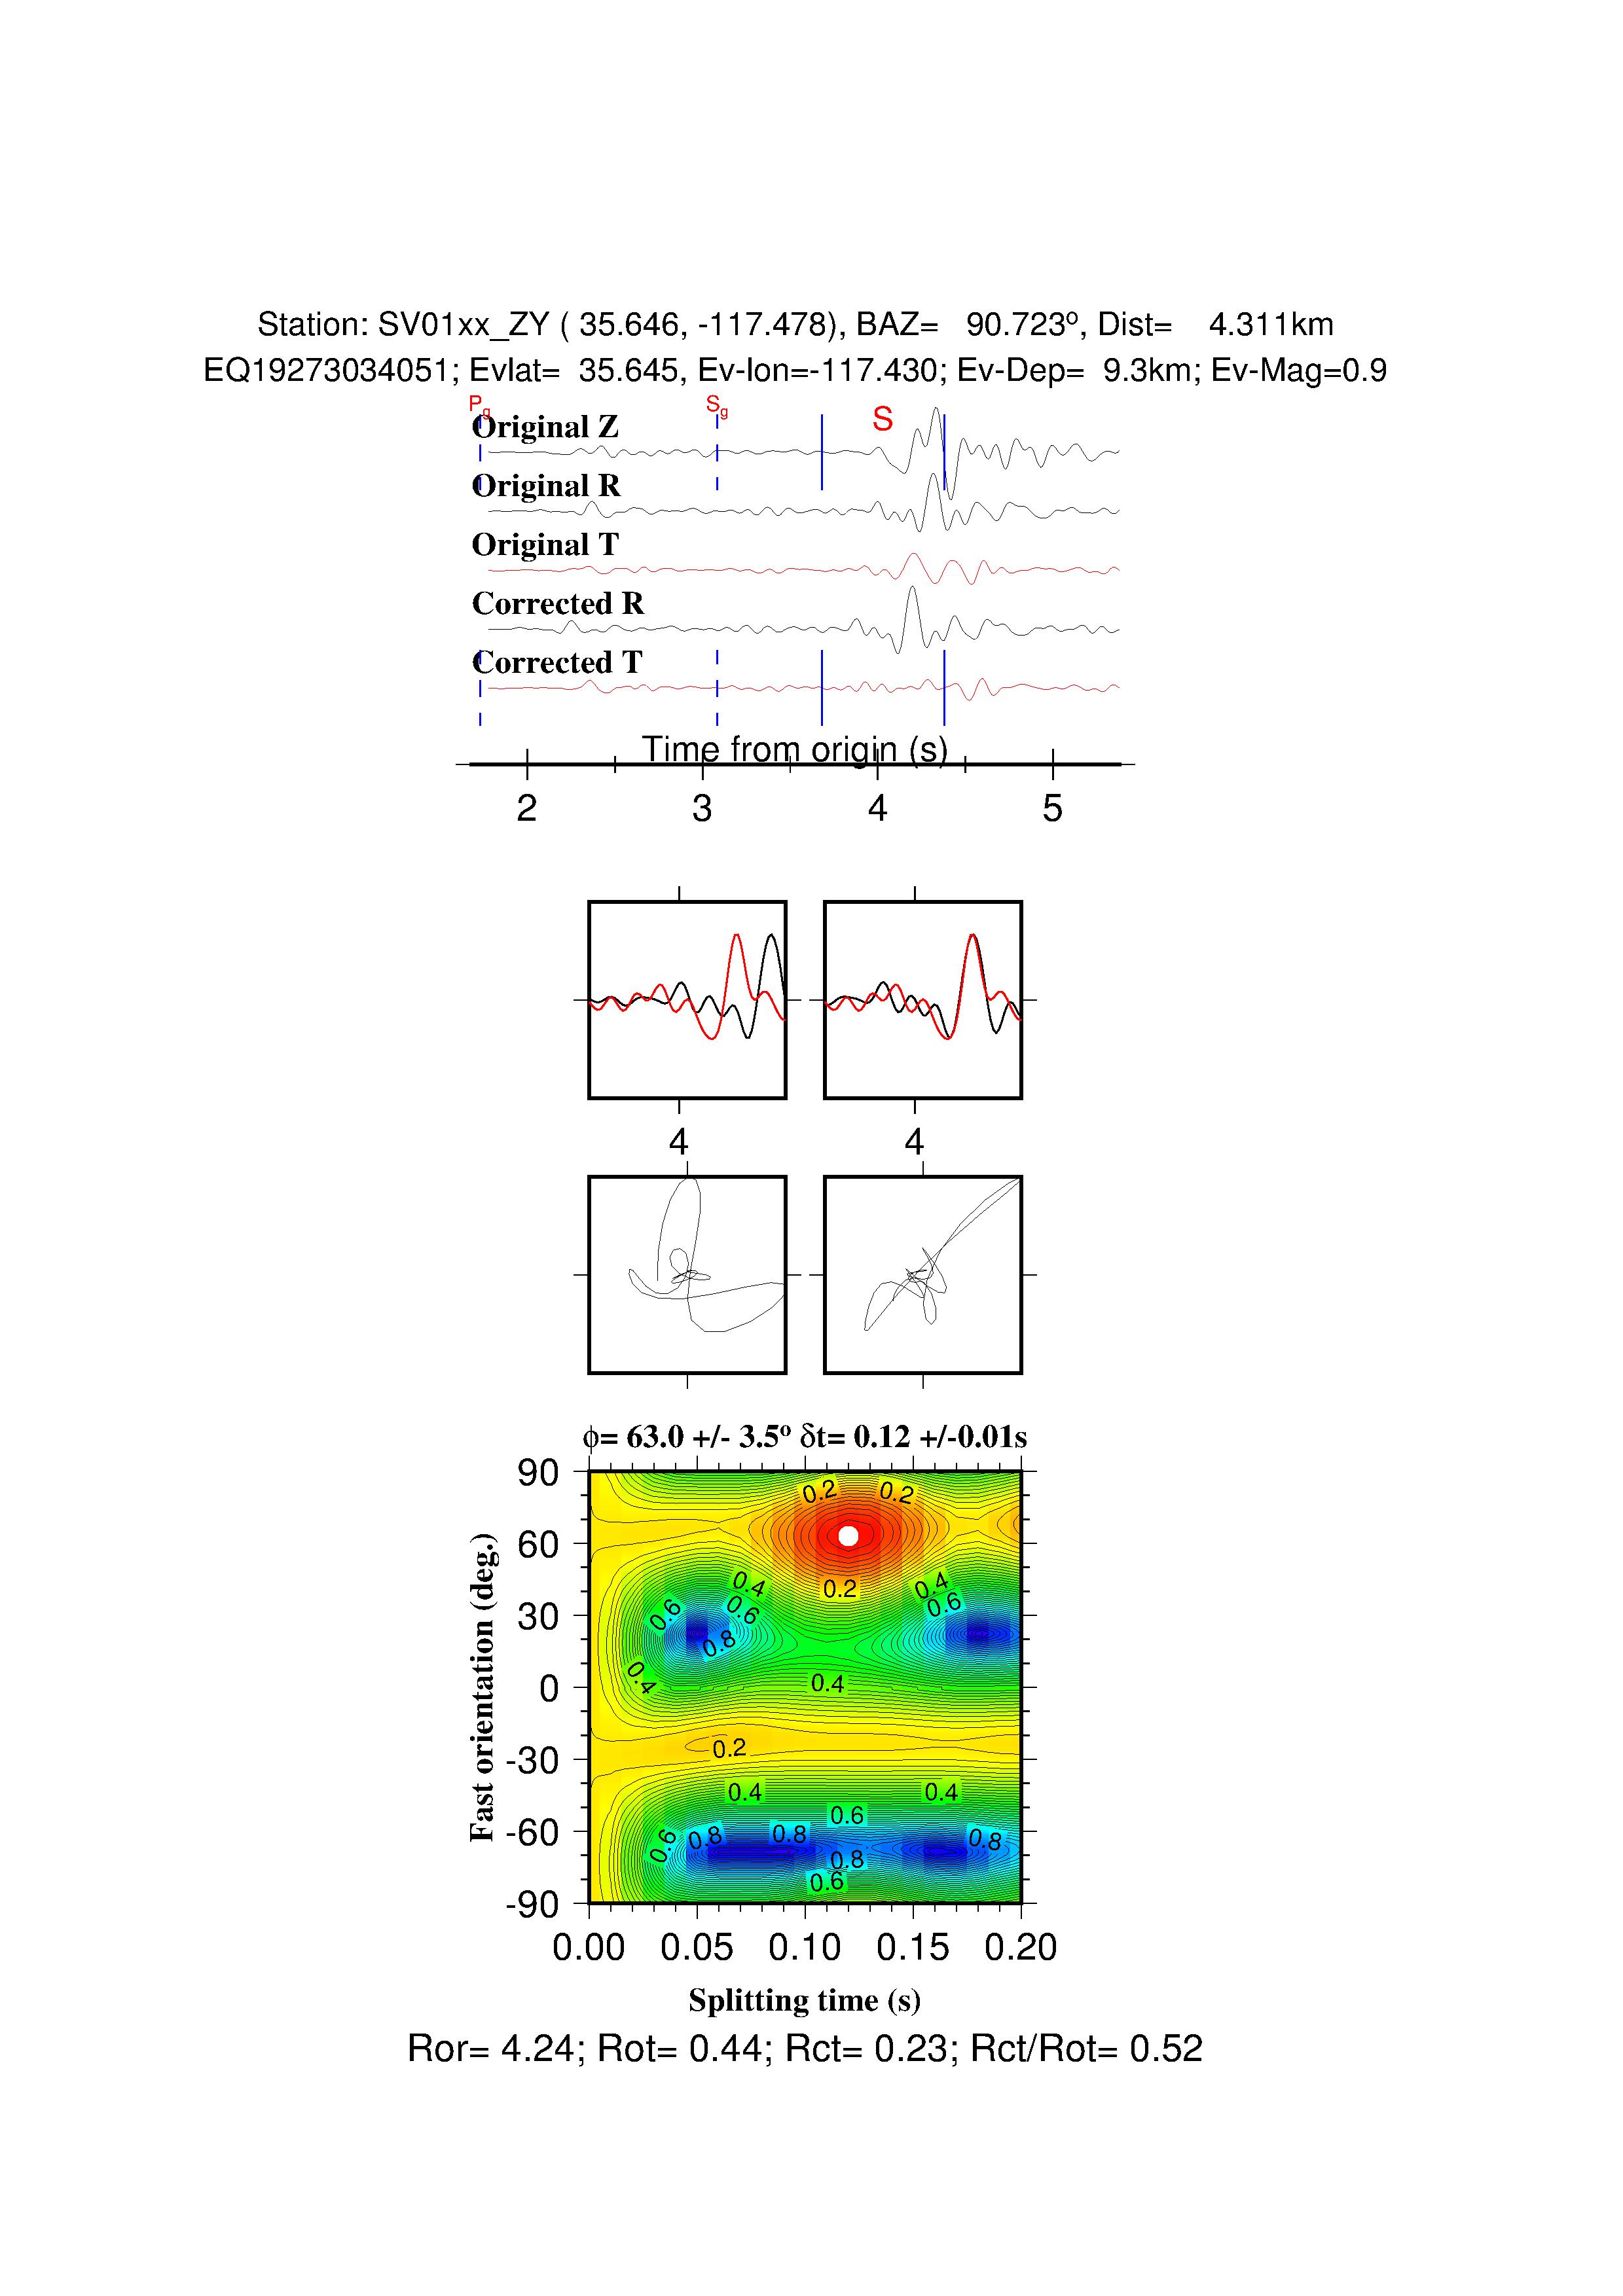 Station: SV01xx_ZY ( 35.646, -117.478), BAZ= 90.723º, Dist= 4.311km
EQ19273034051; Evlat= 35.645, Ev-lon=-117.430; Ev-Dep= 9.3km; Ev-Mag=0.9
Pg Sg S
Original Z
Original R
Original T
Corrected R
Corrected T
Time from origin (s)
2 3 4 5
4 4
ϕ= 63.0 +/- 3.5º δt= 0.12 +/-0.01s
Fast orientation (deg.)
90
60
30
0
-30
-60
-90
0.2 0.2
0.2
0.4 0.4
0.6 0.6 0.6
0.8
0.4 0.4
0.2
0.4 0.4
0.6
0.6 0.8 0.8 0.8
0.8
0.6
0.00 0.05 0.10 0.15 0.20
Splitting time (s)
Ror= 4.24; Rot= 0.44; Rct= 0.23; Rct/Rot= 0.52